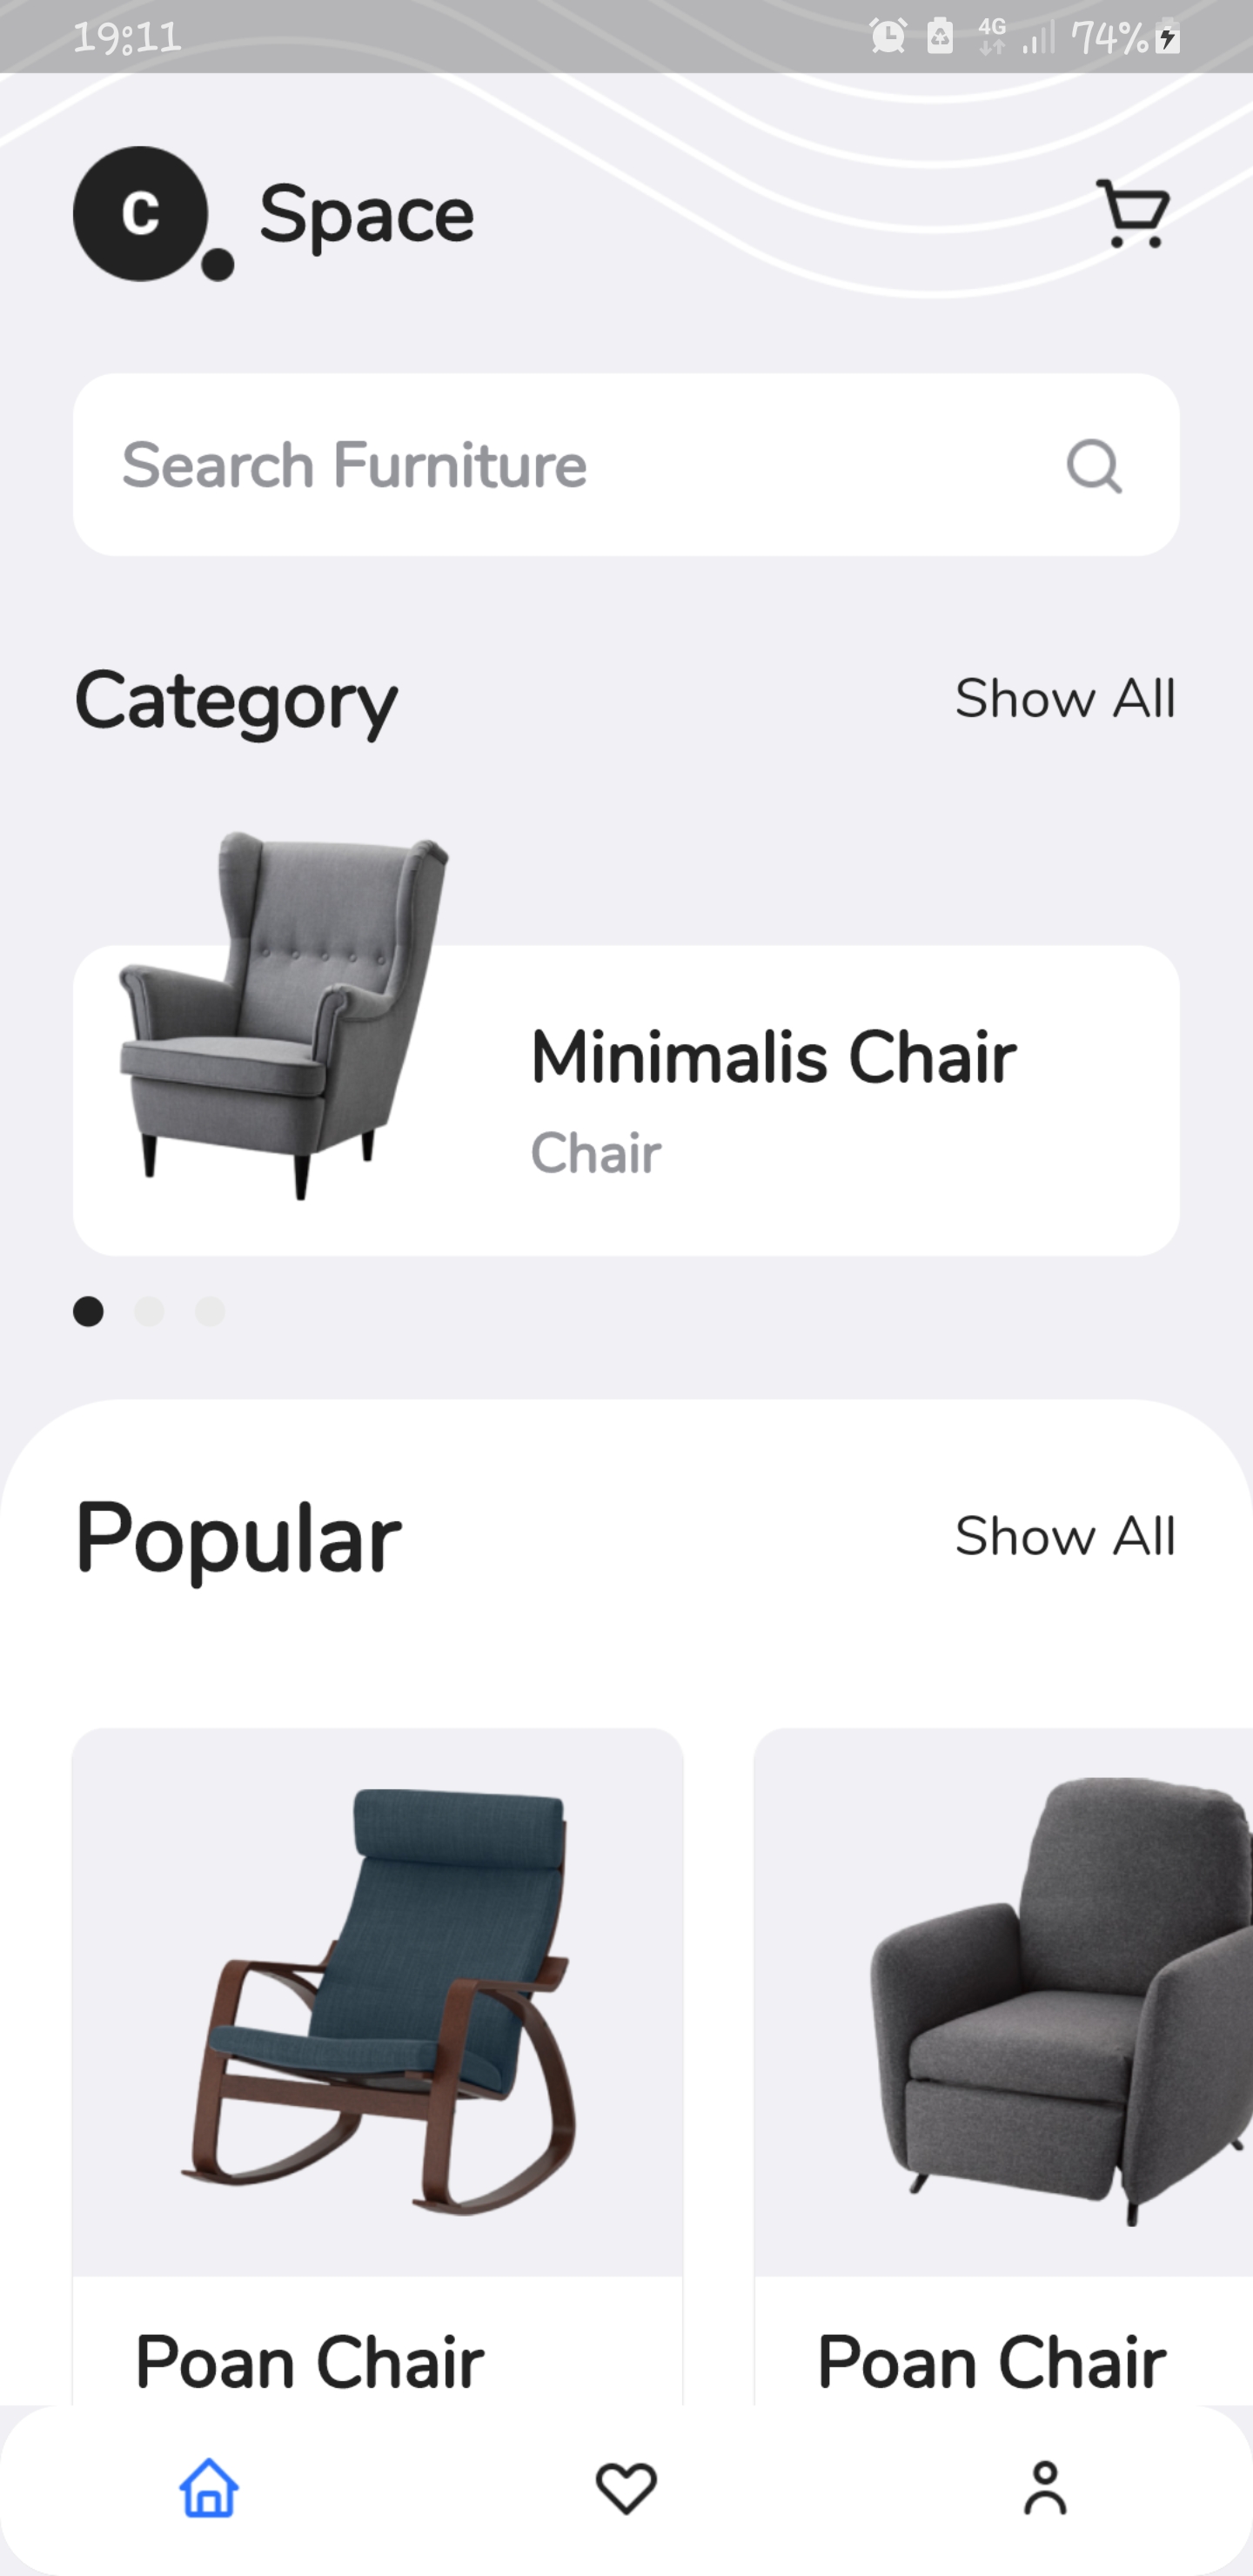 19:11 4G 74%
C Space
Search Furniture
Category Show All
Minimalis Chair
Chair
Popular Show All
Poan Chair Poan Chair